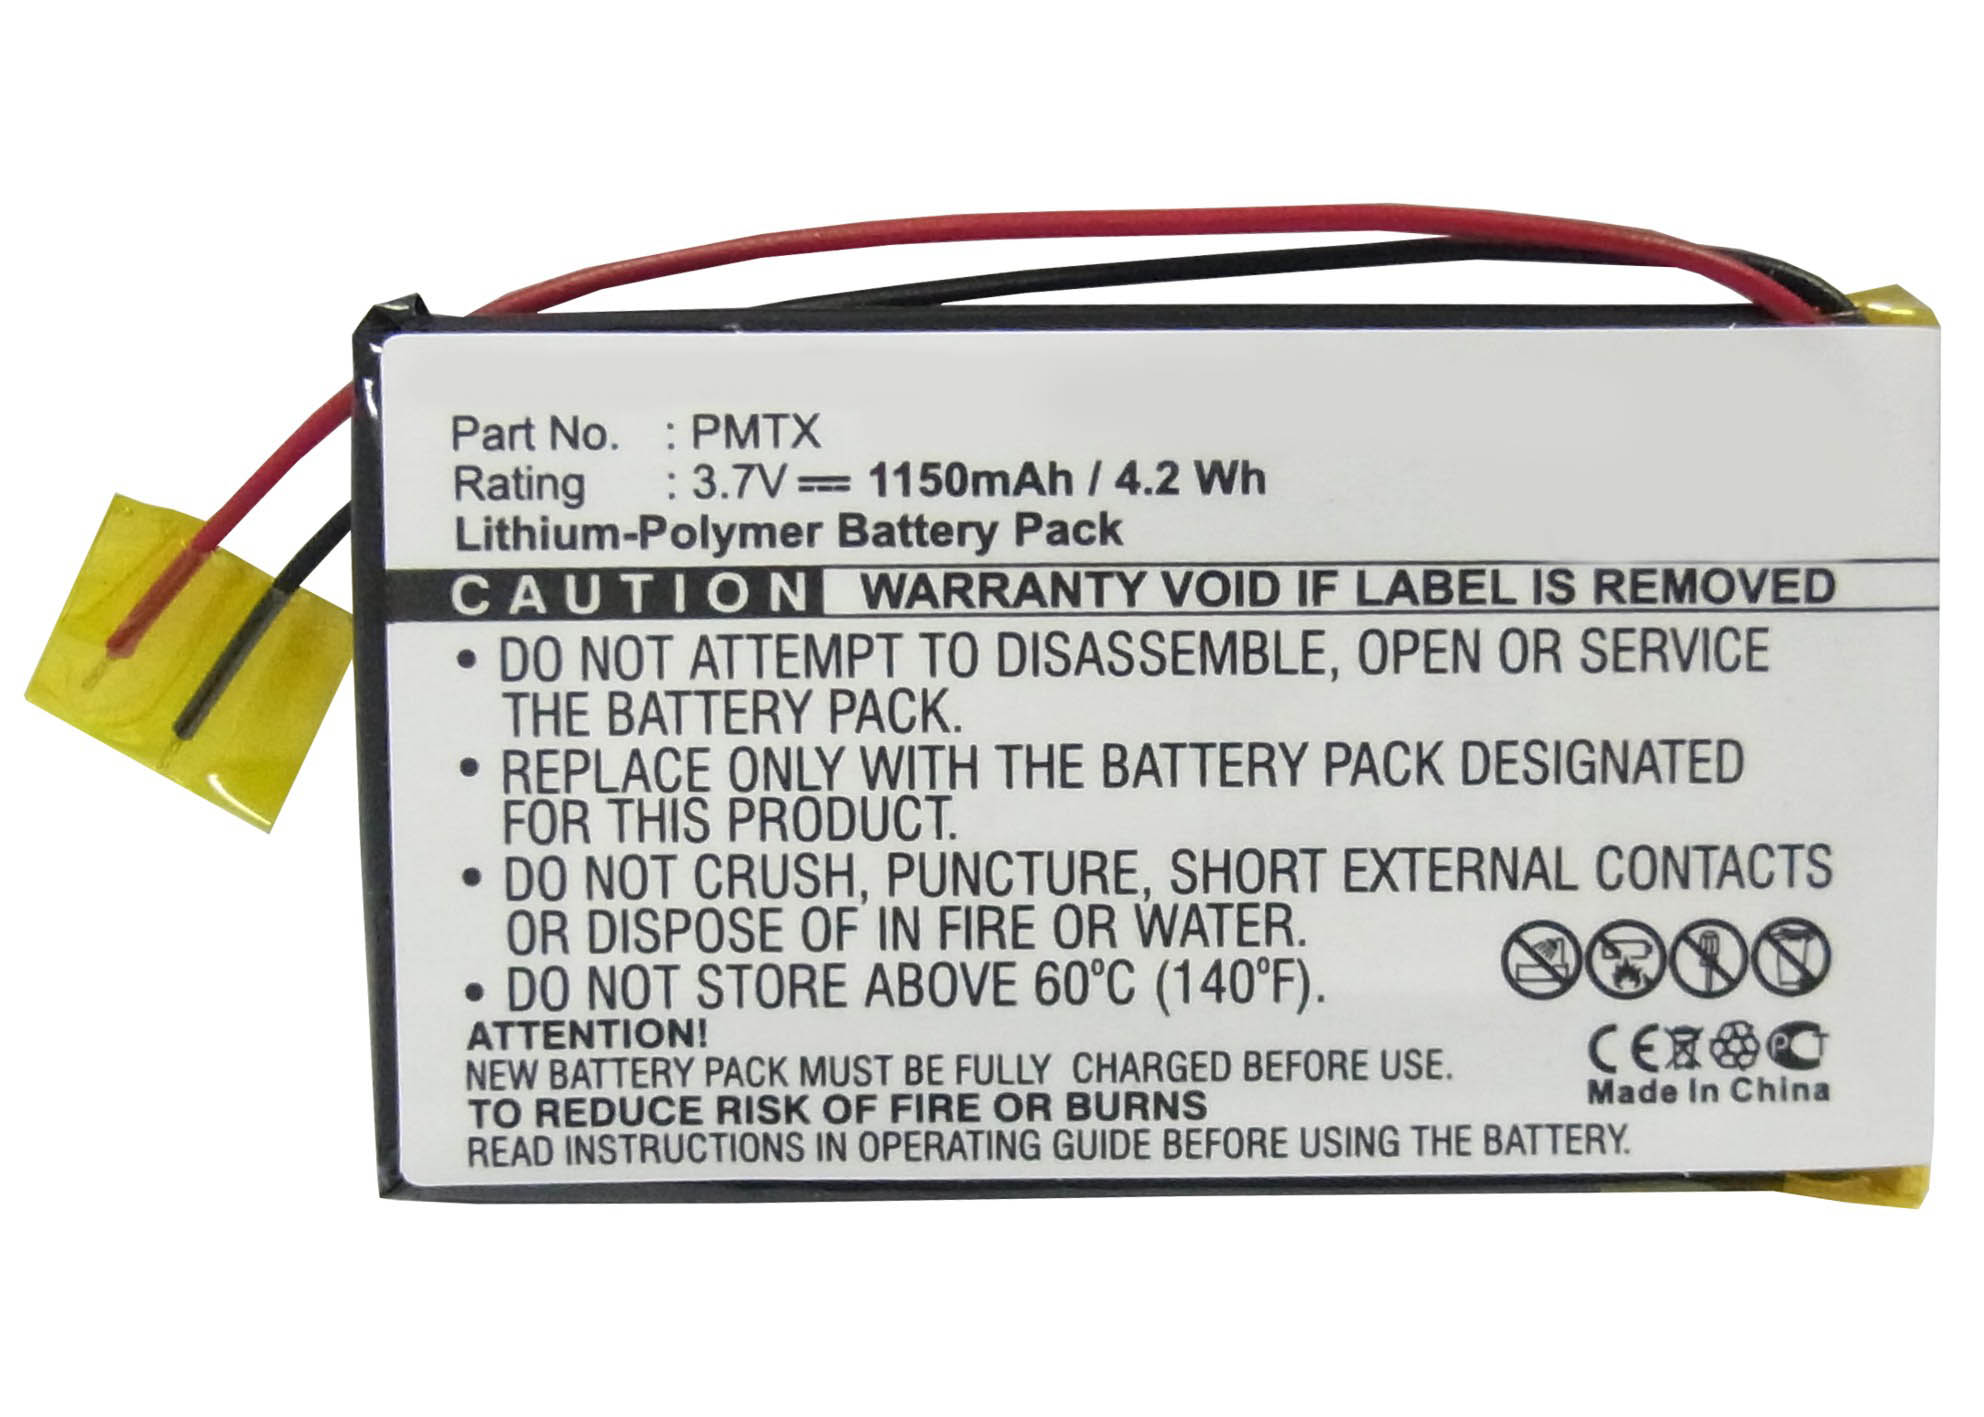 Part No. : PMTX
Rating : 3.7V⎓ 1150mAh / 4.2 Wh
Lithium-Polymer Battery Pack
CAUTION WARRANTY VOID IF LABEL IS REMOVED
• DO NOT ATTEMPT TO DISASSEMBLE, OPEN OR SERVICE
THE BATTERY PACK.
• REPLACE ONLY WITH THE BATTERY PACK DESIGNATED
FOR THIS PRODUCT.
• DO NOT CRUSH, PUNCTURE, SHORT EXTERNAL CONTACTS
OR DISPOSE OF IN FIRE OR WATER.
• DO NOT STORE ABOVE 60°C (140°F).
ATTENTION!
NEW BATTERY PACK MUST BE FULLY CHARGED BEFORE USE.
TO REDUCE RISK OF FIRE OR BURNS
READ INSTRUCTIONS IN OPERATING GUIDE BEFORE USING THE BATTERY.
CE
Made In China